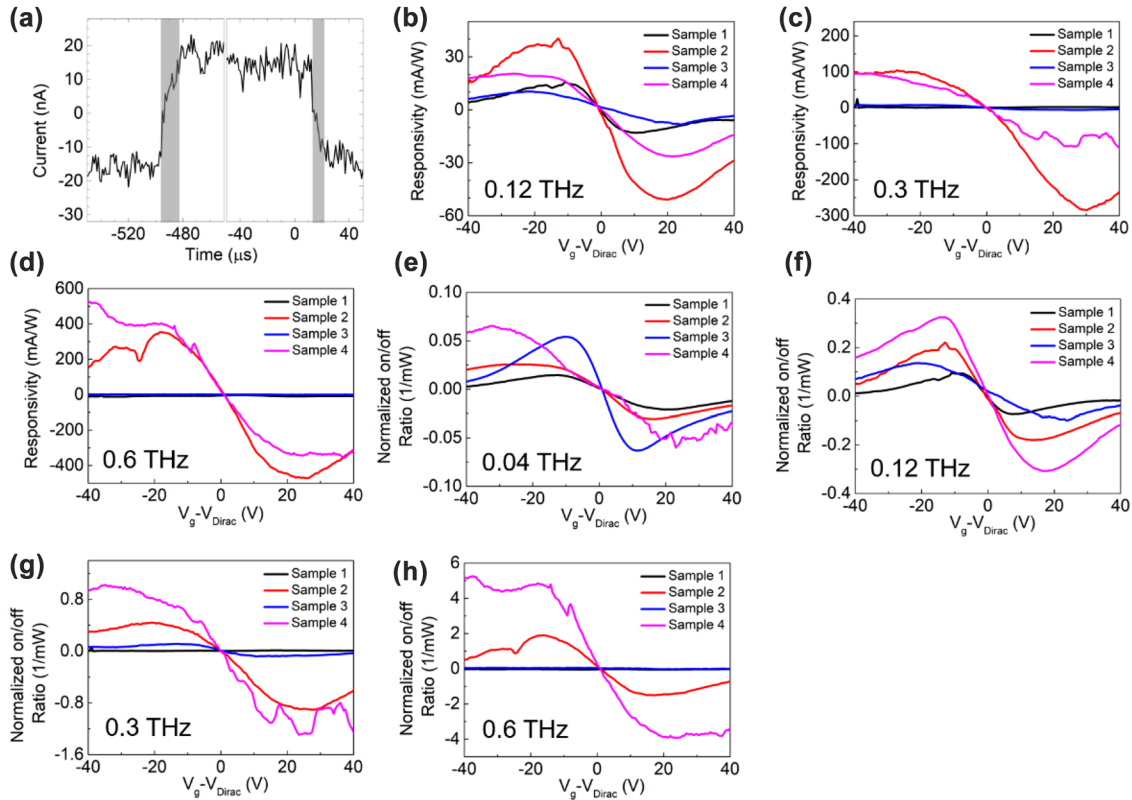 (a)
Current (nA)
30
20
10
0
-10
-20
-30
-520
-480
-40
0
40
Time (μs)
(b)
Responsivity (mA/W)
30
0
-30
-60
-40
-20
0
20
40
Vg-VDirac (V)
Sample 1
Sample 2
Sample 3
Sample 4
0.12 THz
(c)
Responsivity (mA/W)
300
200
100
0
-100
-200
-300
-40
-20
0
20
40
Vg-VDirac (V)
Sample 1
Sample 2
Sample 3
Sample 4
0.3 THz
(d)
Responsivity (mA/W)
600
400
200
0
-200
-400
-40
-20
0
20
40
Vg-VDirac (V)
Sample 1
Sample 2
Sample 3
Sample 4
0.6 THz
(e)
Normalized on/off
Ratio (1/mW)
0.10
0.05
0.00
-0.05
-0.10
-40
-20
0
20
40
Vg-VDirac (V)
Sample 1
Sample 2
Sample 3
Sample 4
0.04 THz
(f)
Normalized on/off
Ratio (1/mW)
0.4
0.2
0.0
-0.2
-0.4
-40
-20
0
20
40
Vg-VDirac (V)
Sample 1
Sample 2
Sample 3
Sample 4
0.12 THz
(g)
Normalized on/off
Ratio (1/mW)
0.8
0.0
-0.8
-1.6
-40
-20
0
20
40
Vg-VDirac (V)
Sample 1
Sample 2
Sample 3
Sample 4
0.3 THz
(h)
Normalized on/off
Ratio (1/mW)
6
4
2
0
-2
-4
-40
-20
0
20
40
Vg-VDirac (V)
Sample 1
Sample 2
Sample 3
Sample 4
0.6 THz